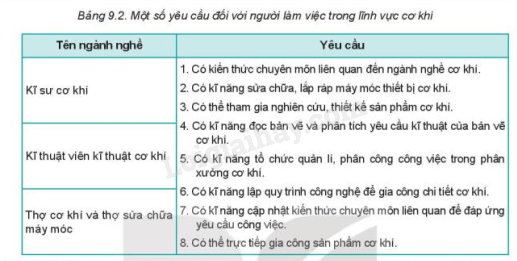 Bảng 9.2. Một số yêu cầu đối với người làm việc trong lĩnh vực cơ khí
Tên ngành nghề
Yêu cầu
Kĩ sư cơ khí
Kĩ thuật viên kĩ thuật cơ khí
Thợ cơ khí và thợ sửa chữa
máy móc
1. Có kiến thức chuyên môn liên quan đến ngành nghề cơ khí.
2. Có kĩ năng sửa chữa, lắp ráp máy móc thiết bị cơ khí.
3. Có thể tham gia nghiên cứu, thiết kế sản phẩm cơ khí.
4. Có kĩ năng đọc bản vẽ và phân tích yêu cầu kĩ thuật của bản vẽ
cơ khí.
5. Có kĩ năng tổ chức quản lí, phân công công việc trong phân
xưởng cơ khí.
6. Có kĩ năng lập quy trình công nghệ để gia công chi tiết cơ khí.
7. Có kĩ năng cập nhật kiến thức chuyên môn liên quan để đáp ứng
yêu cầu công việc.
8. Có thể trực tiếp gia công sản phẩm cơ khí.
Loigiaihay.com